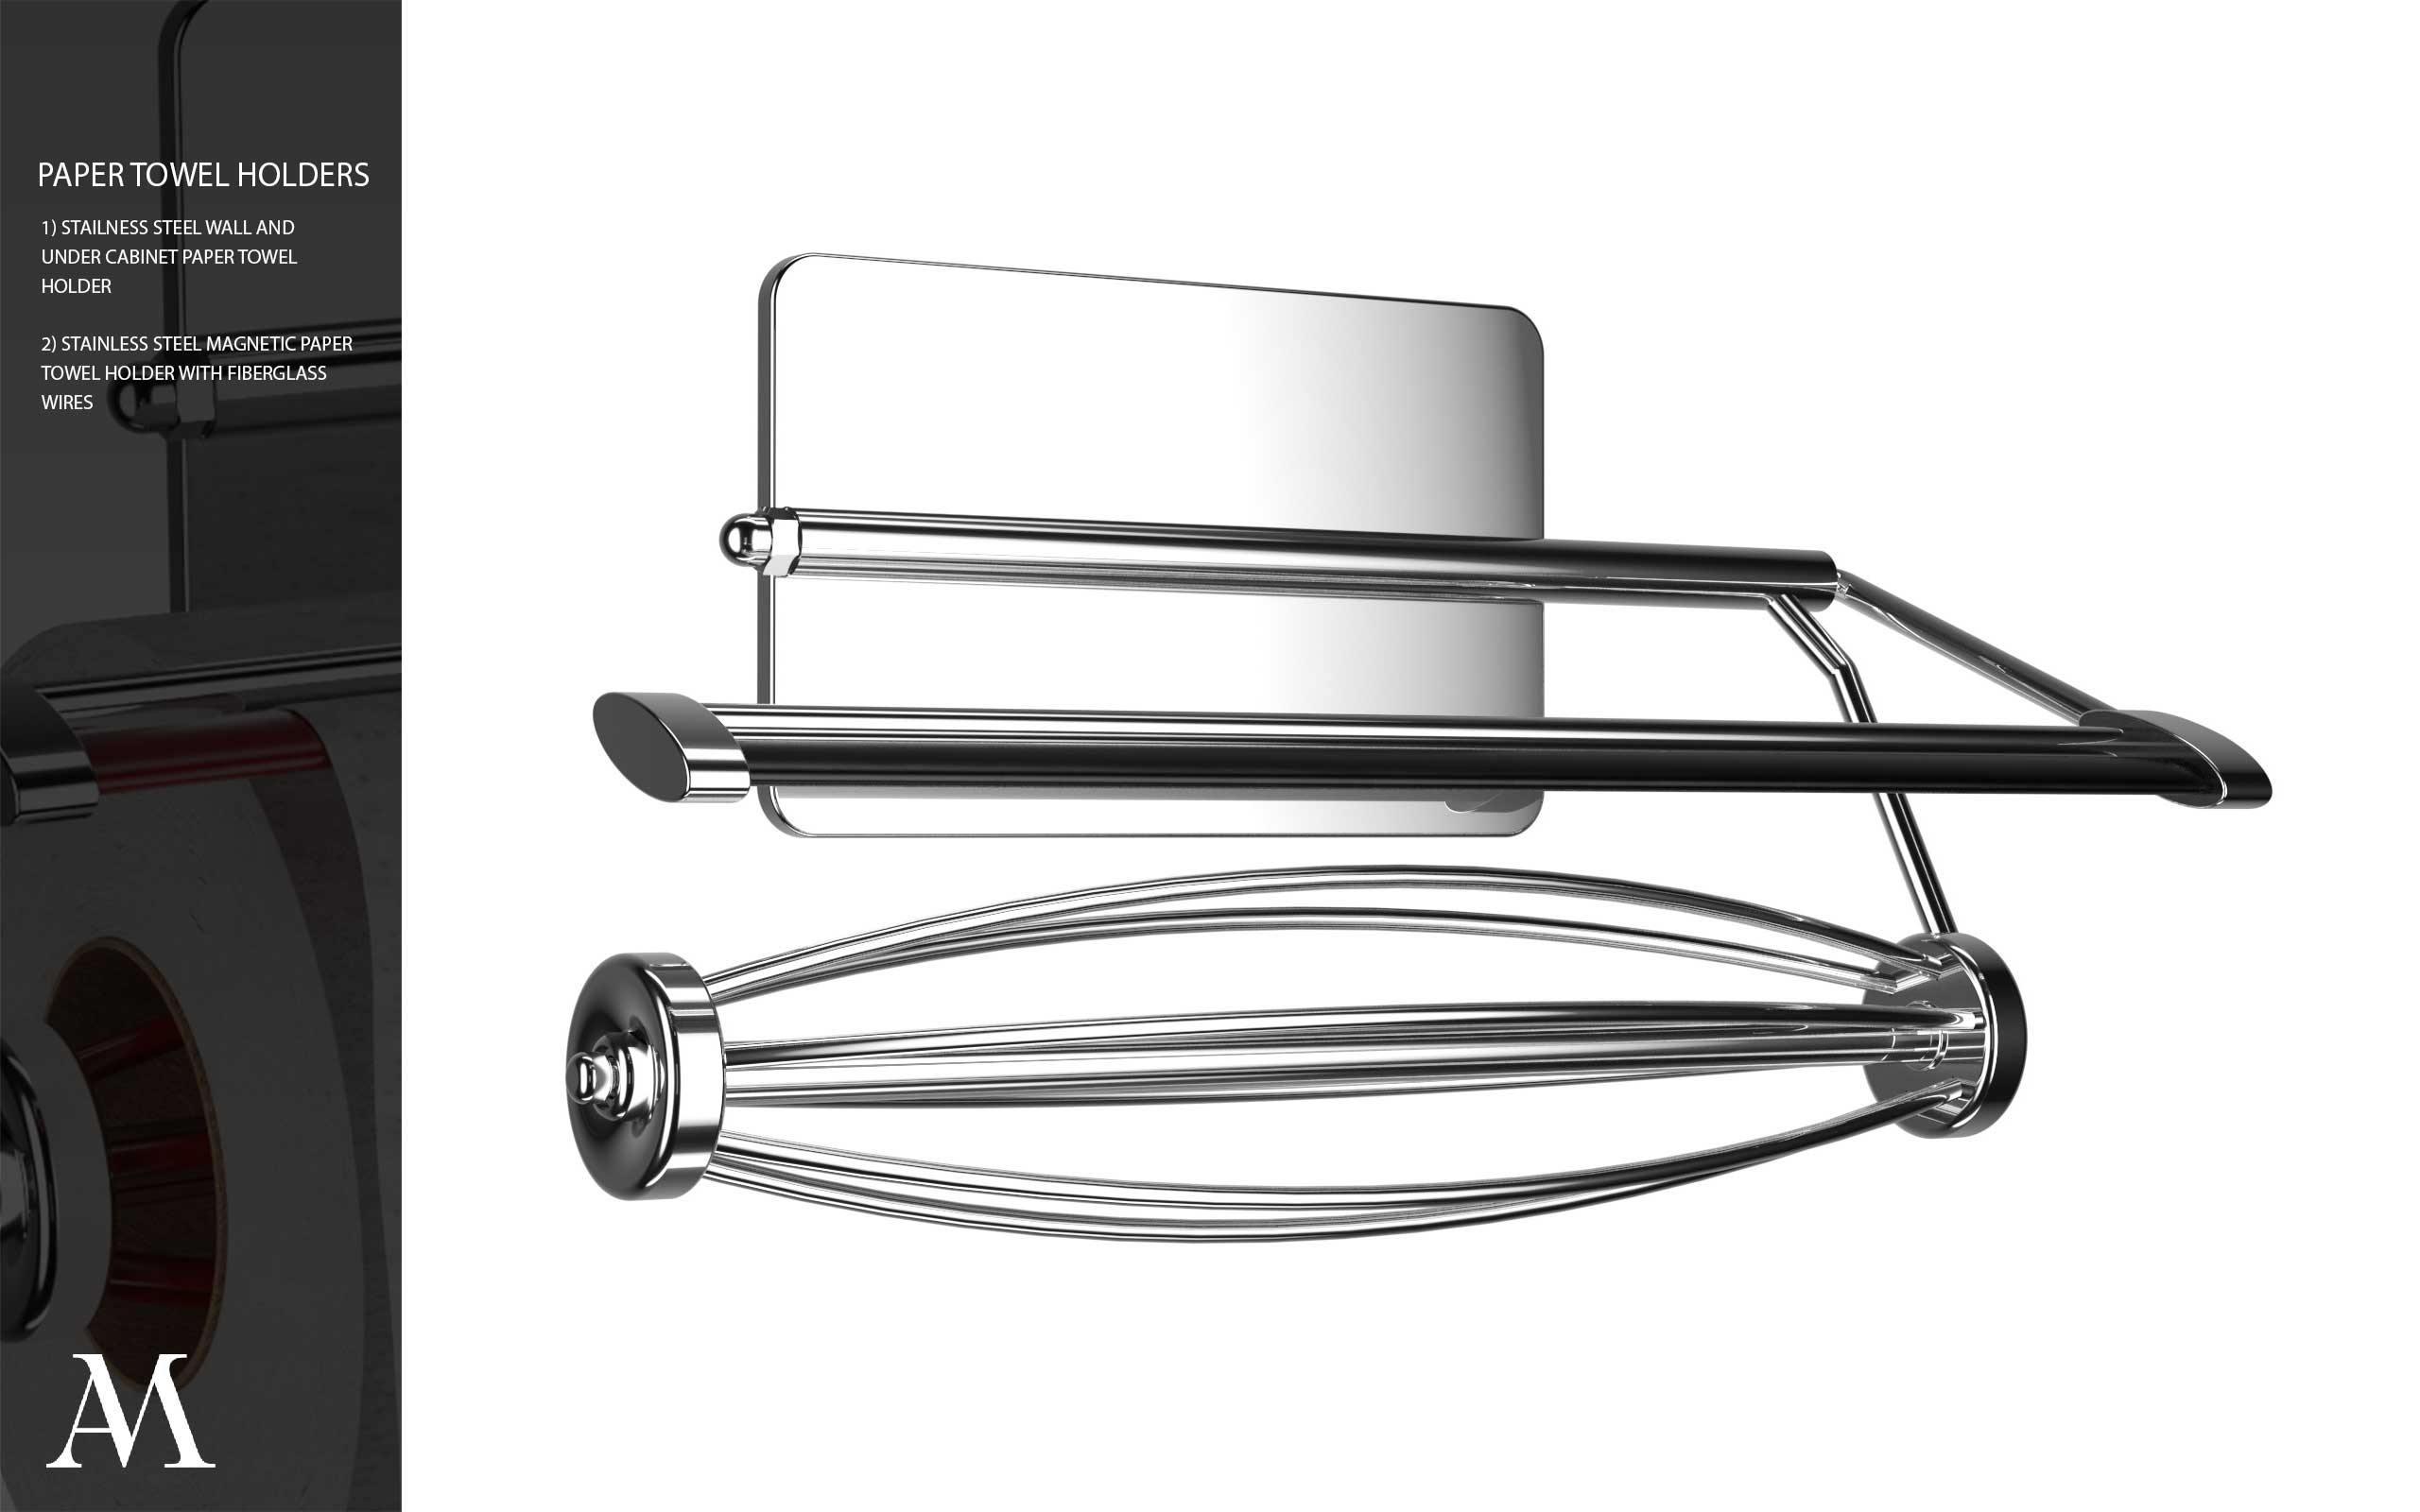 PAPER TOWEL HOLDERS
1) STAILNESS STEEL WALL AND
UNDER CABINET PAPER TOWEL
HOLDER
2) STAINLESS STEEL MAGNETIC PAPER
TOWEL HOLDER WITH FIBERGLASS
WIRES
AM